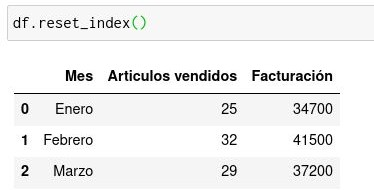 df.reset_index()
Mes Articulos vendidos Facturación
0 Enero 25 34700
1 Febrero 32 41500
2 Marzo 29 37200